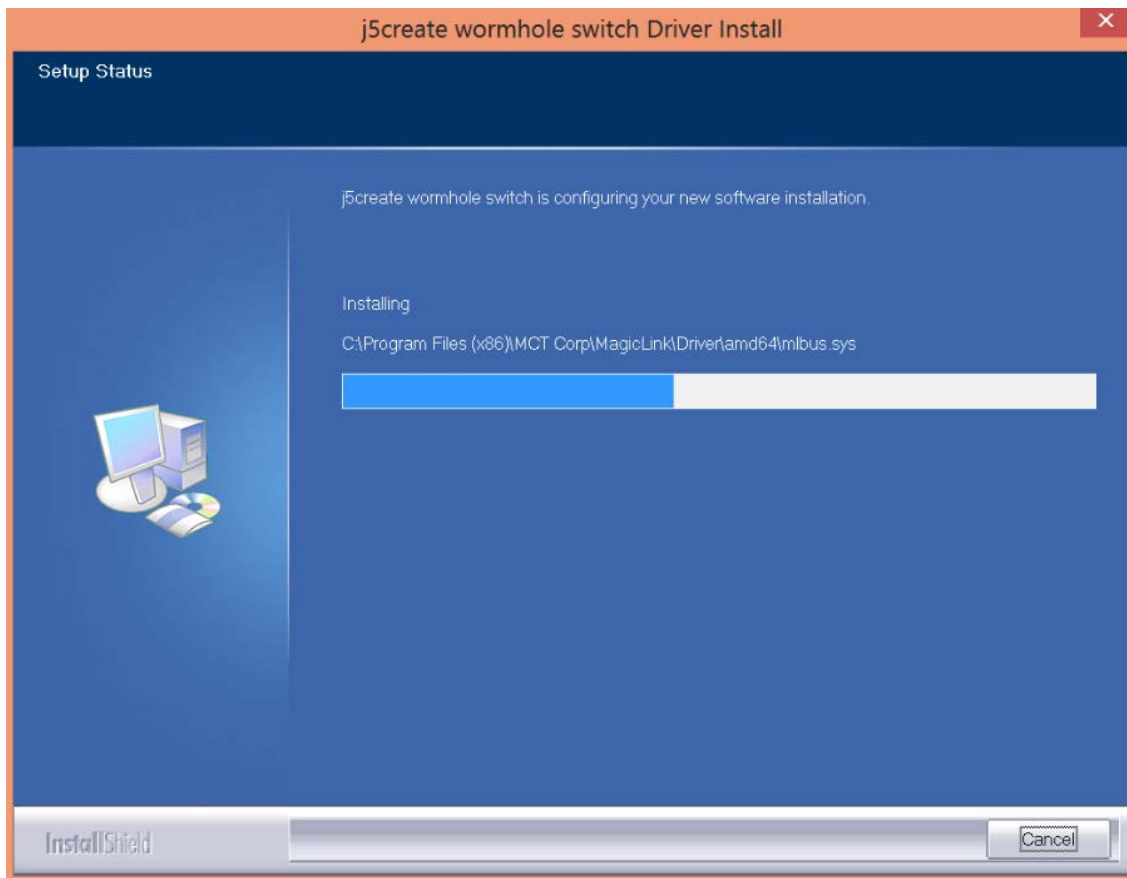 j5create wormhole switch Driver Install
Setup Status
j5create wormhole switch is configuring your new software installation.
Installing
C:\Program Files (x86)\MCT Corp\MagicLink\Driver\amd64\mlbus.sys
InstallShield
Cancel